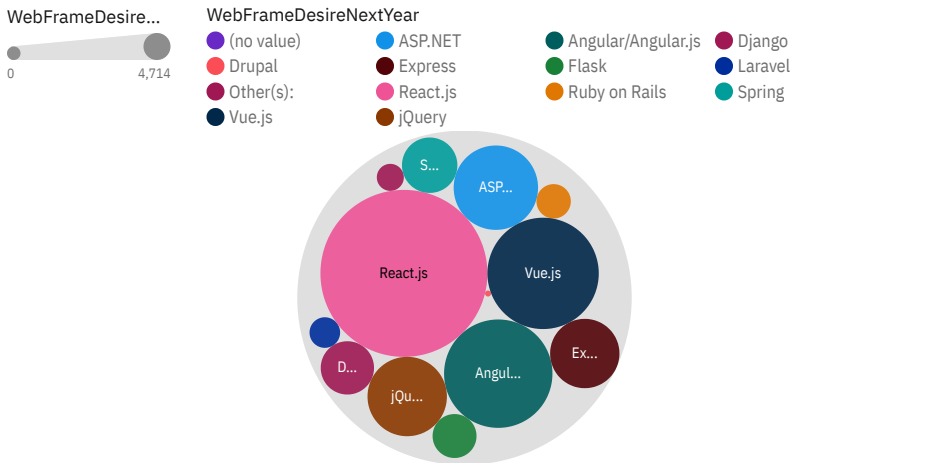 WebFrameDesire...
0
4,714
WebFrameDesireNextYear
(no value)
ASP.NET
Angular/Angular.js
Django
Drupal
Express
Flask
Laravel
Other(s):
React.js
Ruby on Rails
Spring
Vue.js
jQuery
S...
ASP...
React.js
Vue.js
Ex...
D...
Angul...
jQu...